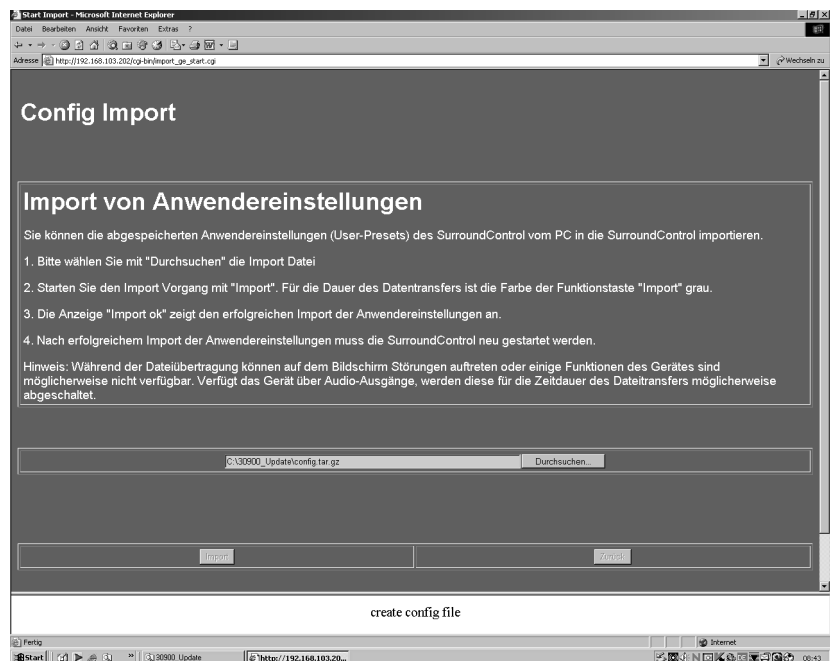 Start Import - Microsoft Internet Explorer
Datei Bearbeiten Ansicht Favoriten Extras ?
Adresse http://192.168.103.202/cgi-bin/import_ge_start.cgi Wechseln zu
Config Import
Import von Anwendereinstellungen
Sie können die abgespeicherten Anwendereinstellungen (User-Presets) des SurroundControl vom PC in die SurroundControl importieren.
1. Bitte wählen Sie mit "Durchsuchen" die Import Datei
2. Starten Sie den Import Vorgang mit "Import". Für die Dauer des Datentransfers ist die Farbe der Funktionstaste "Import" grau.
3. Die Anzeige "Import ok" zeigt den erfolgreichen Import der Anwendereinstellungen an.
4. Nach erfolgreichem Import der Anwendereinstellungen muss die SurroundControl neu gestartet werden.
Hinweis: Während der Dateiübertragung können auf dem Bildschirm Störungen auftreten oder einige Funktionen des Gerätes sind
möglicherweise nicht verfügbar. Verfügt das Gerät über Audio-Ausgänge, werden diese für die Zeitdauer des Dateitransfers möglicherweise
abgeschaltet.
C:\30900_Update\config.tar.gz Durchsuchen...
Import Zurück
create config file
Fertig Internet
Start » 30900_Update http://192.168.103.20... 08:43